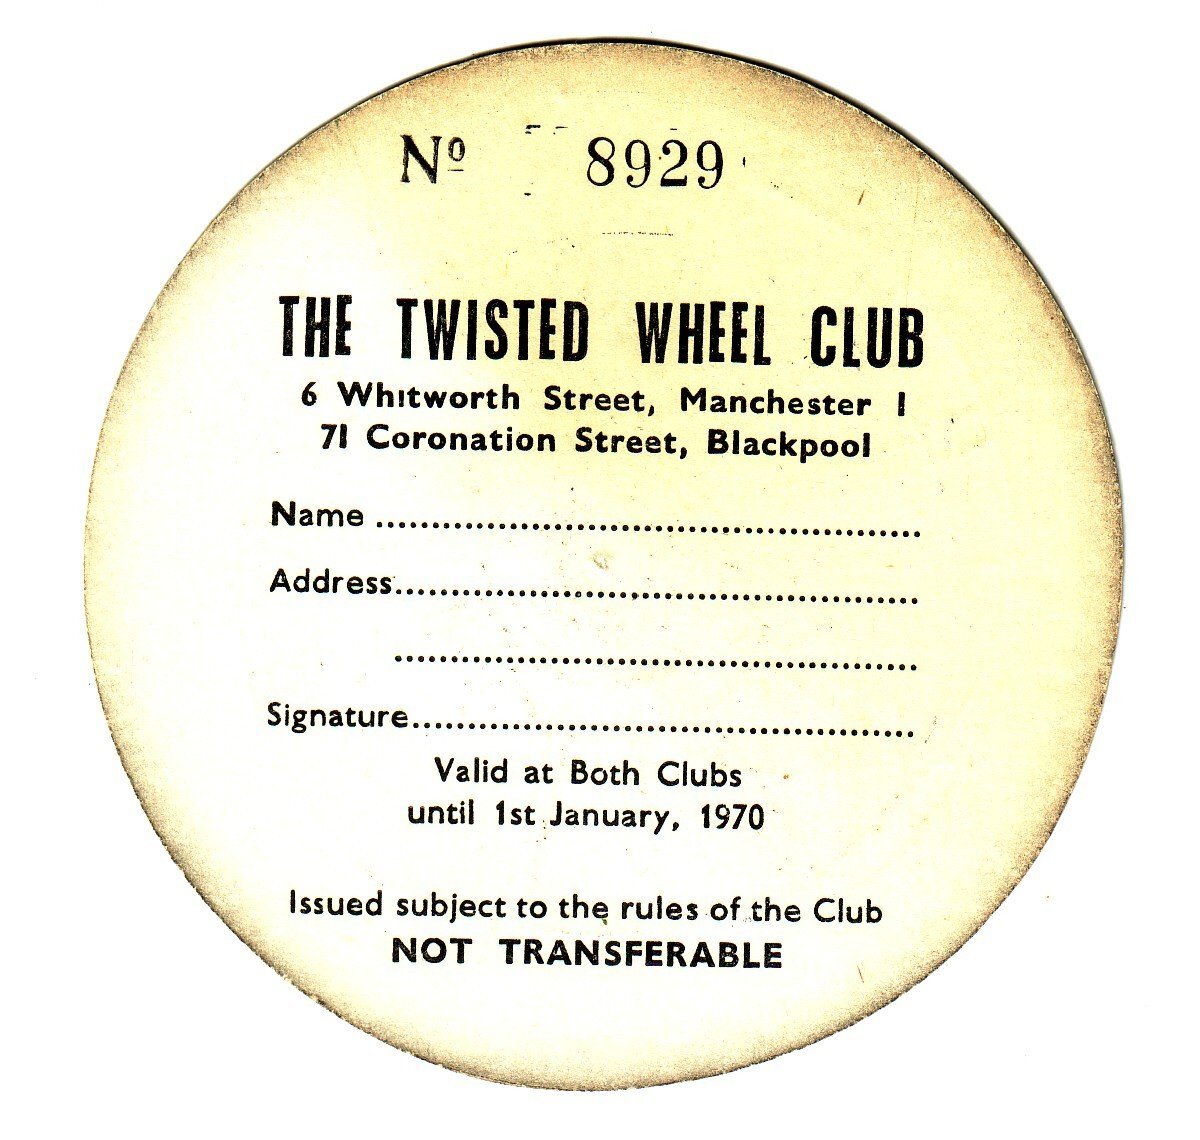 Nº 8929
THE TWISTED WHEEL CLUB
6 Whitworth Street, Manchester 1
71 Coronation Street, Blackpool
Name ..................................................
Address..................................................
..................................................
Signature..................................................
Valid at Both Clubs
until 1st January, 1970
Issued subject to the rules of the Club
NOT TRANSFERABLE